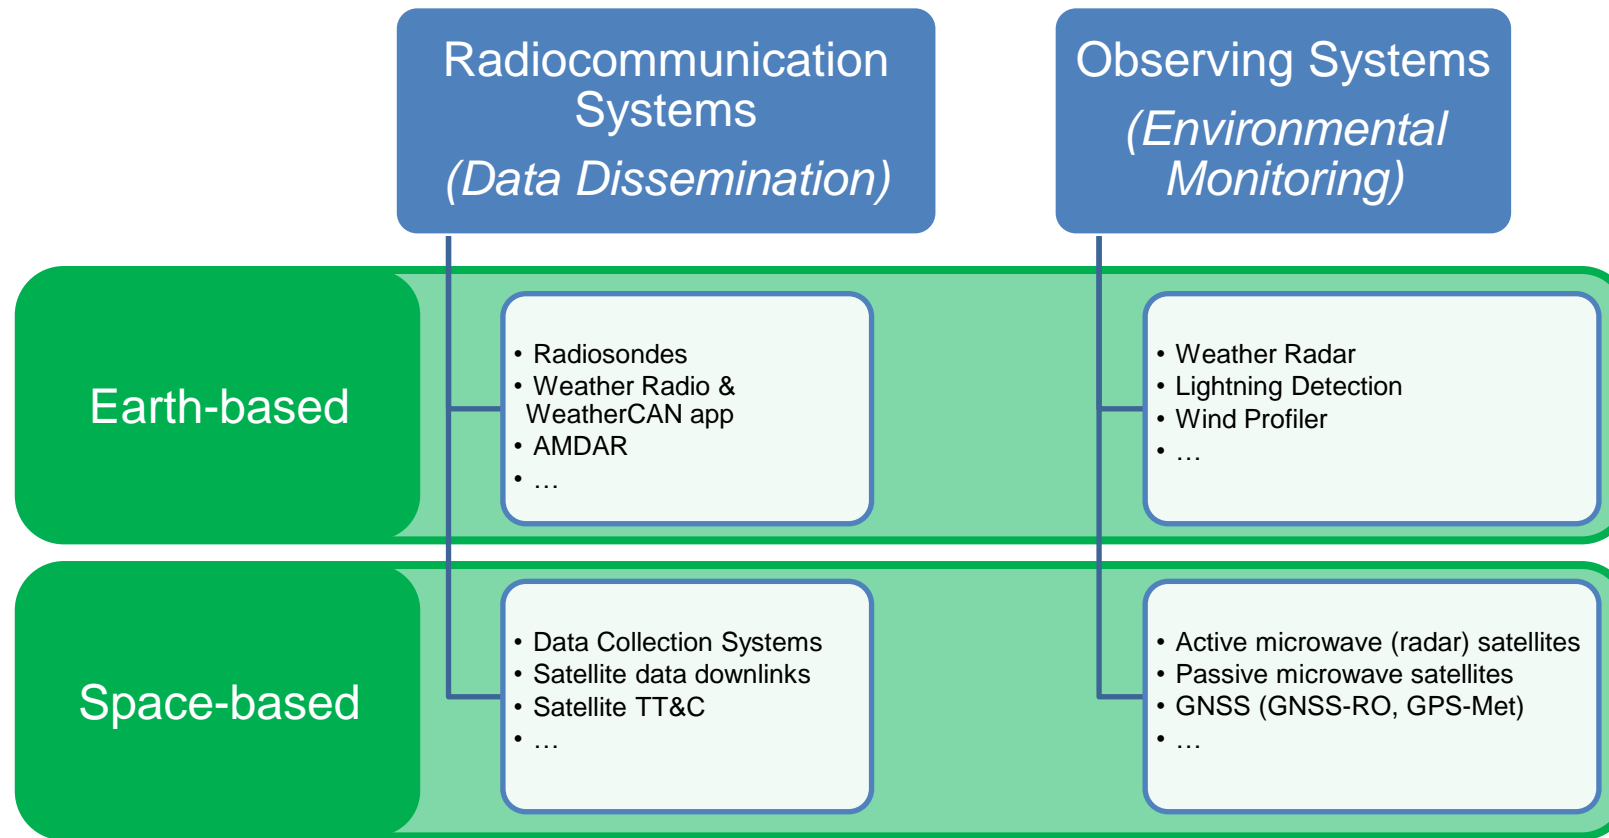 Radiocommunication
Systems
(Data Dissemination)
Observing Systems
(Environmental
Monitoring)
Earth-based
• Radiosondes
• Weather Radio &
WeatherCAN app
• AMDAR
• …
• Weather Radar
• Lightning Detection
• Wind Profiler
• …
Space-based
• Data Collection Systems
• Satellite data downlinks
• Satellite TT&C
• …
• Active microwave (radar) satellites
• Passive microwave satellites
• GNSS (GNSS-RO, GPS-Met)
• …